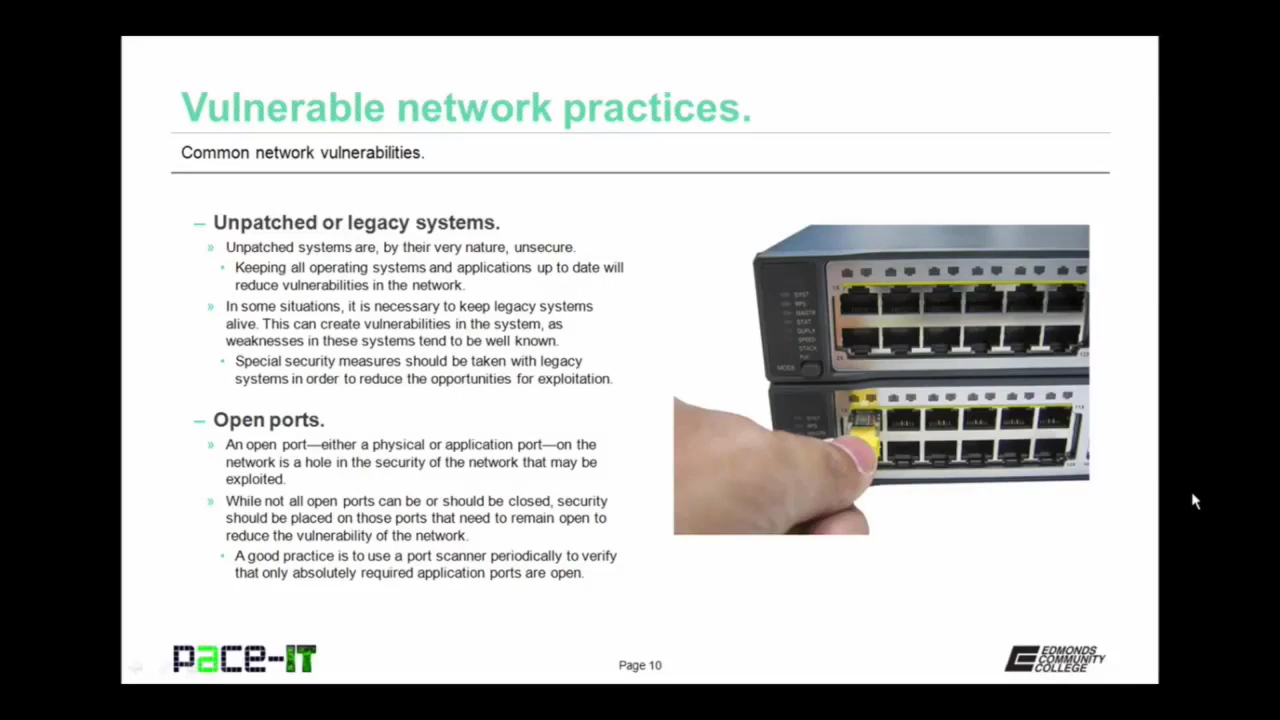 Vulnerable network practices.
Common network vulnerabilities.
– Unpatched or legacy systems.
» Unpatched systems are, by their very nature, unsecure.
• Keeping all operating systems and applications up to date will
reduce vulnerabilities in the network.
» In some situations, it is necessary to keep legacy systems
alive. This can create vulnerabilities in the system, as
weaknesses in these systems tend to be well known.
• Special security measures should be taken with legacy
systems in order to reduce the opportunities for exploitation.
– Open ports.
» An open port—either a physical or application port—on the
network is a hole in the security of the network that may be
exploited.
» While not all open ports can be or should be closed, security
should be placed on those ports that need to remain open to
reduce the vulnerability of the network.
• A good practice is to use a port scanner periodically to verify
that only absolutely required application ports are open.
SYST
RPS
MASTR
STAT
DUPLX
SPEED
STACK
MODE
pace-IT
Page 10
EDMONDS
COMMUNITY
COLLEGE